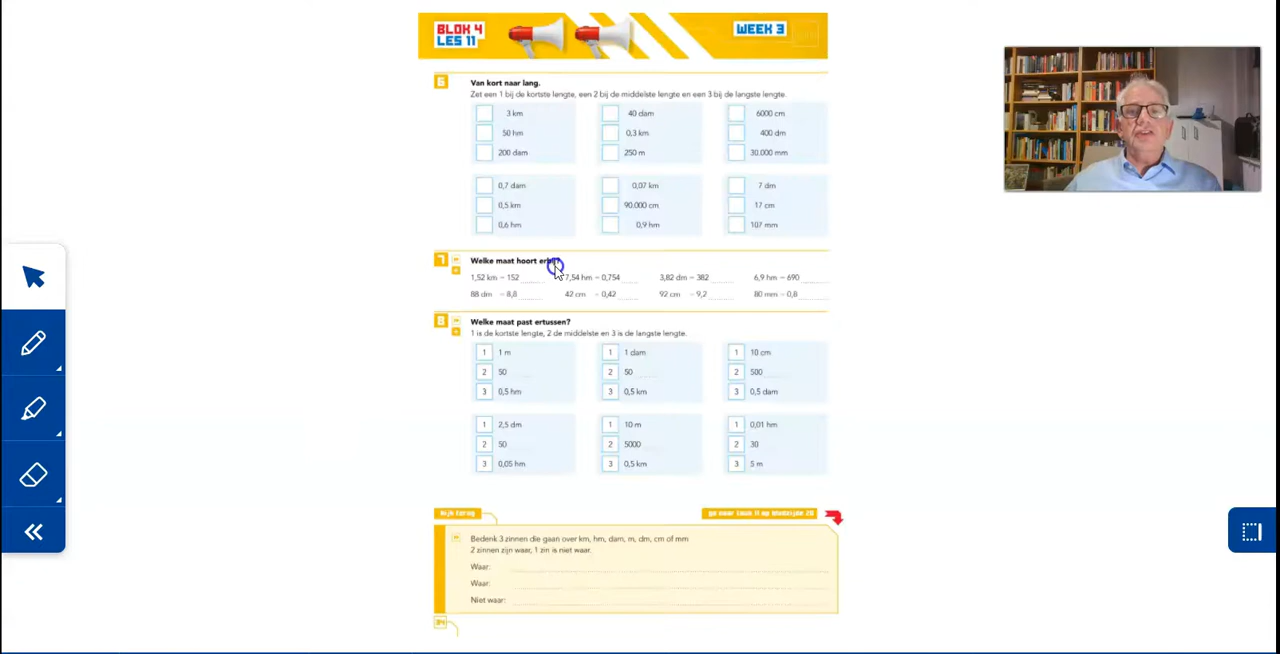 BLOK 4
LES 11
WEEK 3
6
Van kort naar lang.
Zet een 1 bij de kortste lengte, een 2 bij de middelste lengte en een 3 bij de langste lengte.
3 km
50 hm
200 dam
40 dam
0,3 km
250 m
6000 cm
400 dm
30.000 mm
0,7 dam
0,5 km
0,6 hm
0,07 km
90.000 cm
0,9 hm
7 dm
17 cm
107 mm
7
Welke maat hoort erbij?
1,52 km = 152
7,54 hm = 0,754
3,82 dm = 382
6,9 hm = 690
88 dm = 8,8
42 cm = 0,42
92 cm = 9,2
80 mm = 0,8
8
Welke maat past ertussen?
1 is de kortste lengte, 2 de middelste en 3 is de langste lengte.
1 1 m
2 50
3 0,5 hm
1 1 dam
2 50
3 0,5 km
1 10 cm
2 500
3 0,5 dam
1 2,5 dm
2 50
3 0,05 hm
1 10 m
2 5000
3 0,5 km
1 0,01 hm
2 30
3 5 m
Kijk terug
ga naar taak 11 op bladzijde 28
Bedenk 3 zinnen die gaan over km, hm, dam, m, dm, cm of mm
2 zinnen zijn waar, 1 zin is niet waar.
Waar:
Waar:
Niet waar:
34